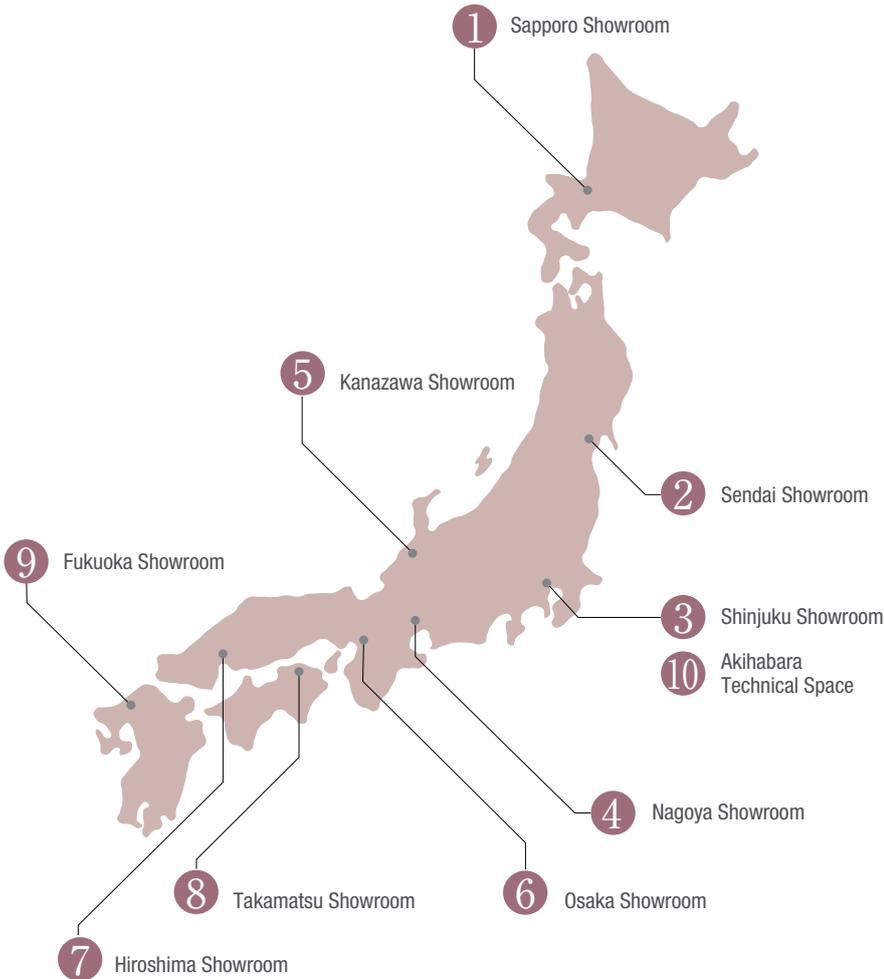 1 Sapporo Showroom
5 Kanazawa Showroom
2 Sendai Showroom
9 Fukuoka Showroom
3 Shinjuku Showroom
10 Akihabara
Technical Space
4 Nagoya Showroom
8 Takamatsu Showroom
6 Osaka Showroom
7 Hiroshima Showroom